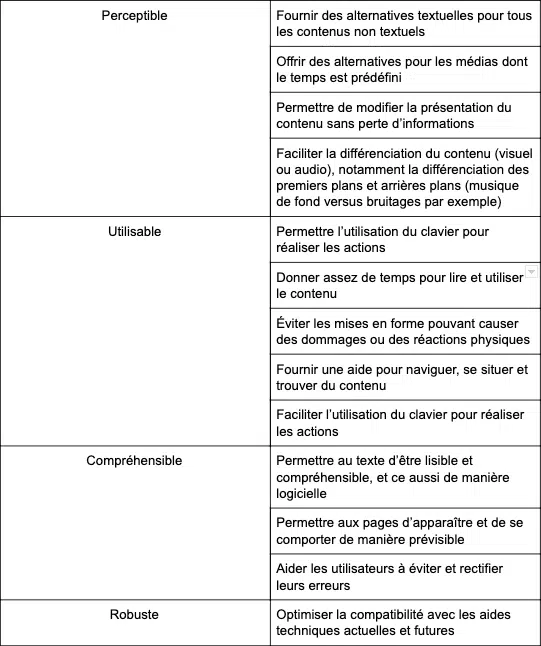 Perceptible
Fournir des alternatives textuelles pour tous
les contenus non textuels
Offrir des alternatives pour les médias dont
le temps est prédéfini
Permettre de modifier la présentation du
contenu sans perte d’informations
Faciliter la différenciation du contenu (visuel
ou audio), notamment la différenciation des
premiers plans et arrières plans (musique
de fond versus bruitages par exemple)
Utilisable
Permettre l’utilisation du clavier pour
réaliser les actions
Donner assez de temps pour lire et utiliser
le contenu
Éviter les mises en forme pouvant causer
des dommages ou des réactions physiques
Fournir une aide pour naviguer, se situer et
trouver du contenu
Faciliter l’utilisation du clavier pour réaliser
les actions
Compréhensible
Permettre au texte d’être lisible et
compréhensible, et ce aussi de manière
logicielle
Permettre aux pages d’apparaître et de se
comporter de manière prévisible
Aider les utilisateurs à éviter et rectifier
leurs erreurs
Robuste
Optimiser la compatibilité avec les aides
techniques actuelles et futures